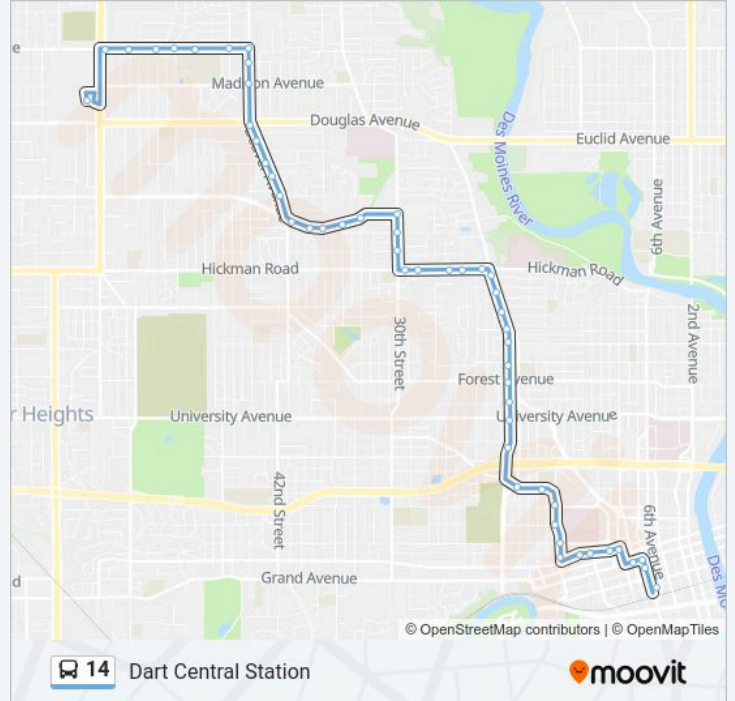 e
Madison Avenue
Douglas Avenue
Euclid Avenue
Des Moines River
6th Avenue
Hickman Road
Hickman Road
2nd Avenue
30th Street
Forest Avenue
r Heights
University Avenue
University Avenue
42nd Street
6th Avenue
d
Grand Avenue
Des Mo
© OpenStreetMap contributors | © OpenMapTiles
14 Dart Central Station
moovit